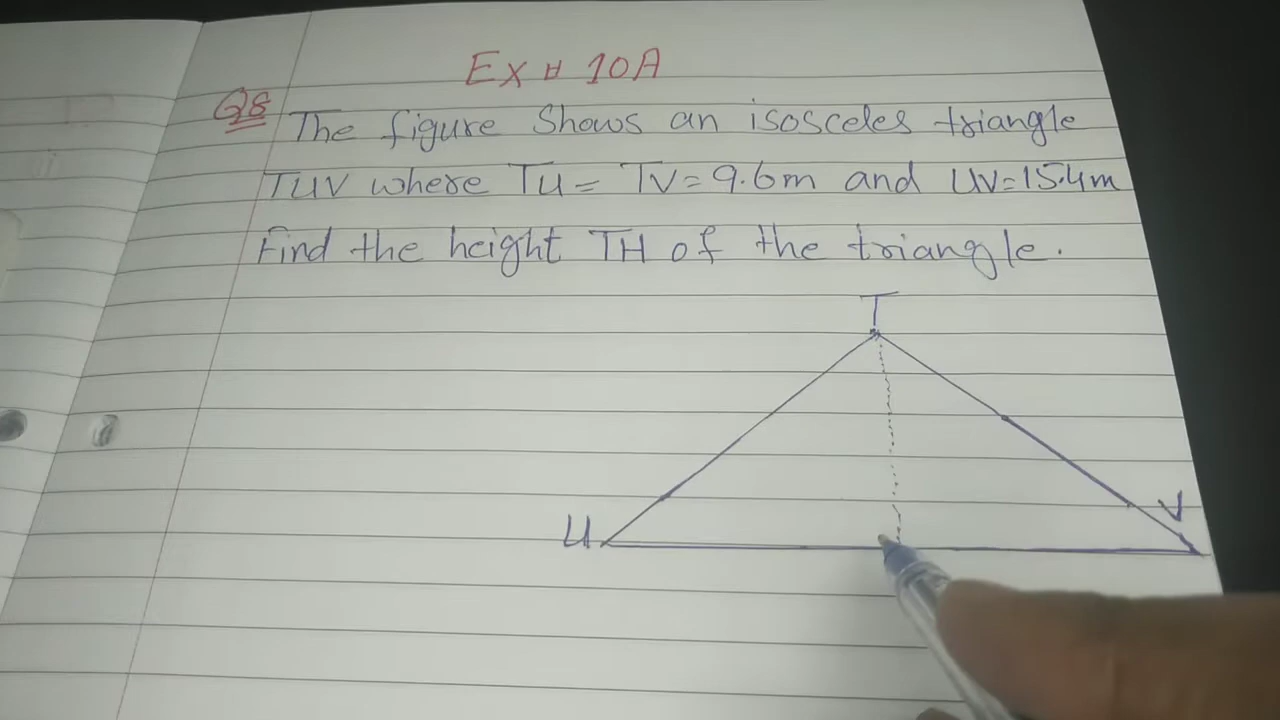 Ex # 10A
Q8 The figure Shows an isosceles triangle
TUV where TU = TV = 9.6m and UV=15.4m
Find the height TH of the triangle.
T
U
V